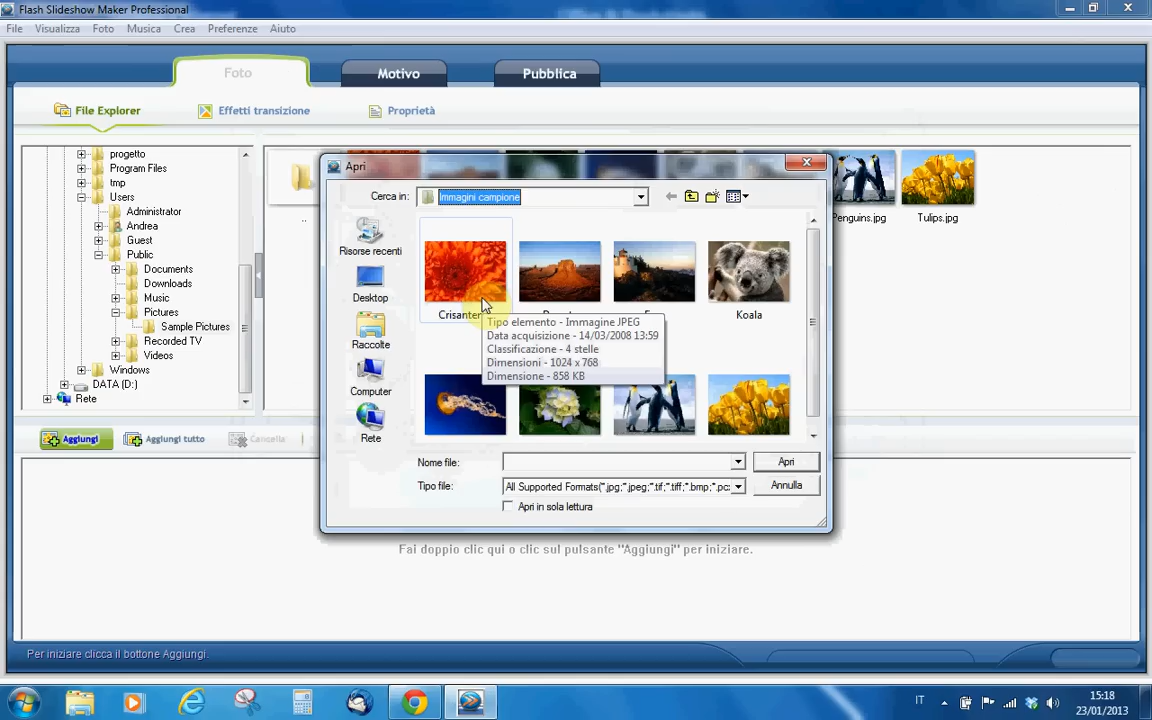 Flash Slideshow Maker Professional
File Visualizza Foto Musica Crea Preferenze Aiuto
Foto Motivo Pubblica
File Explorer Effetti transizione Proprietà
progetto
Program Files
tmp
Users
Administrator
Andrea
Guest
Public
Documents
Downloads
Music
Pictures
Sample Pictures
Recorded TV
Videos
Windows
DATA (D:)
Rete
..
Penguins.jpg Tulips.jpg
Apri
Cerca in: Immagini campione
Risorse recenti
Desktop
Raccolte
Computer
Rete
Koala
Tipo elemento - Immagine JPEG
Data acquisizione - 14/03/2008 13:59
Classificazione - 4 stelle
Dimensioni - 1024 x 768
Dimensione - 858 KB
Nome file: Apri
Tipo file: All Supported Formats(*.jpg;*.jpeg;*.tif;*.tiff;*.bmp;*.pc Annulla
Apri in sola lettura
Aggiungi Aggiungi tutto Cancella
Fai doppio clic qui o clic sul pulsante "Aggiungi" per iniziare.
Per iniziare clicca il bottone Aggiungi.
IT 15:18
23/01/2013